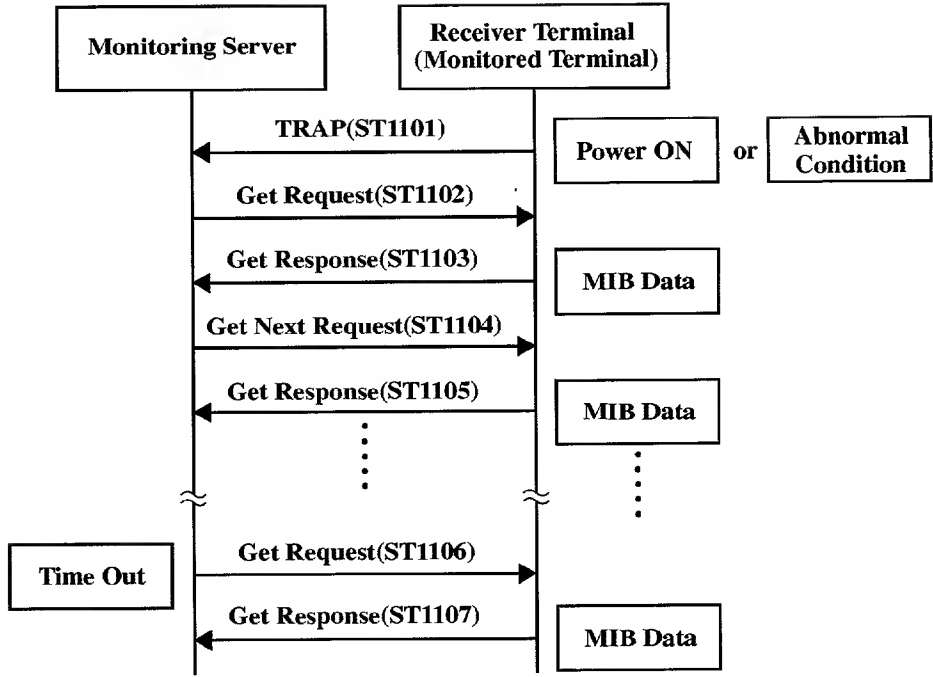 Monitoring Server
Receiver Terminal
(Monitored Terminal)
TRAP(ST1101)
Power ON
or
Abnormal
Condition
Get Request(ST1102)
Get Response(ST1103)
MIB Data
Get Next Request(ST1104)
Get Response(ST1105)
MIB Data
Get Request(ST1106)
Time Out
Get Response(ST1107)
MIB Data